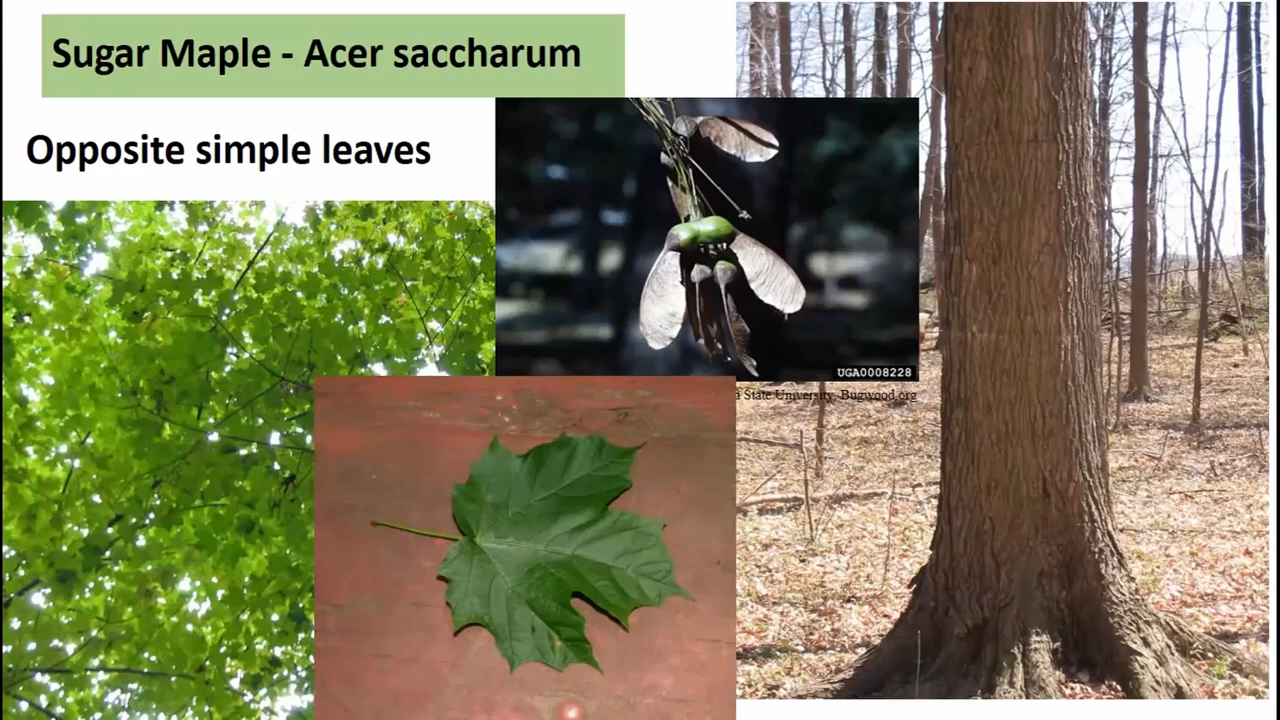 Sugar Maple - Acer saccharum
Opposite simple leaves
UGA0008228
State University, Bugwood.org